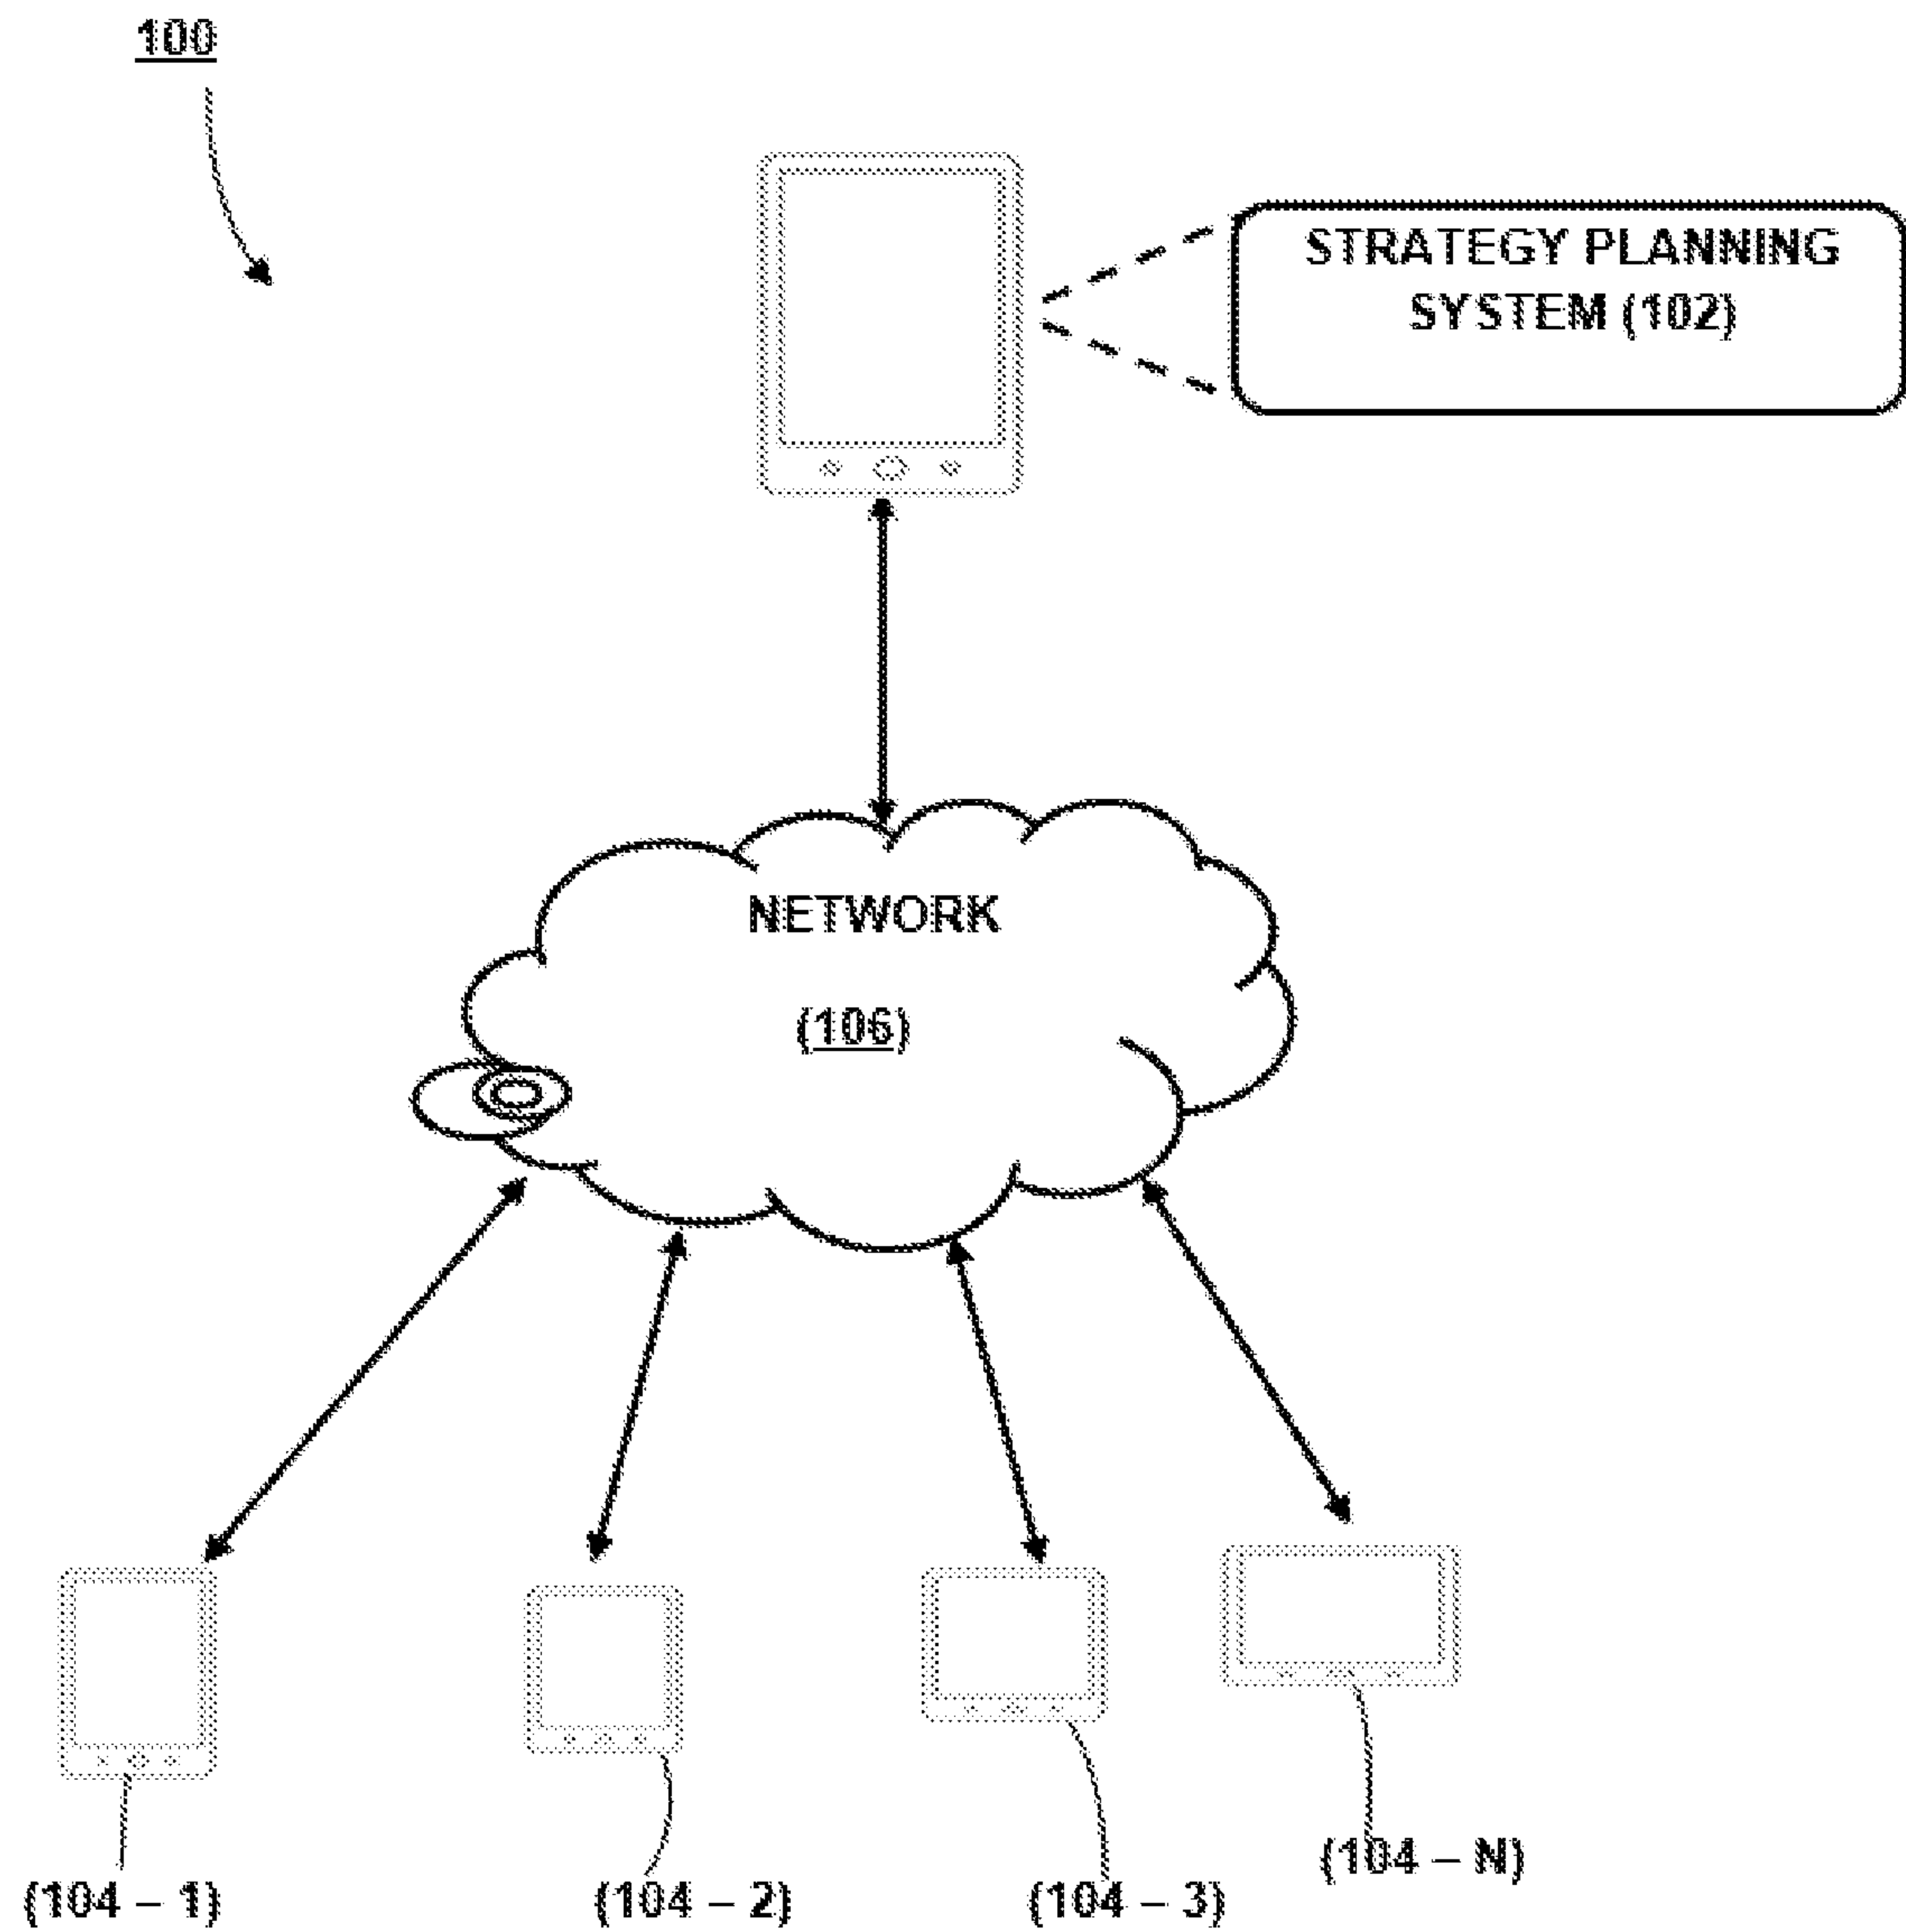 100
STRATEGY PLANNING
SYSTEM (102)
NETWORK
(106)
(104 – 1)
(104 – 2)
(104 – 3)
(104 – N)